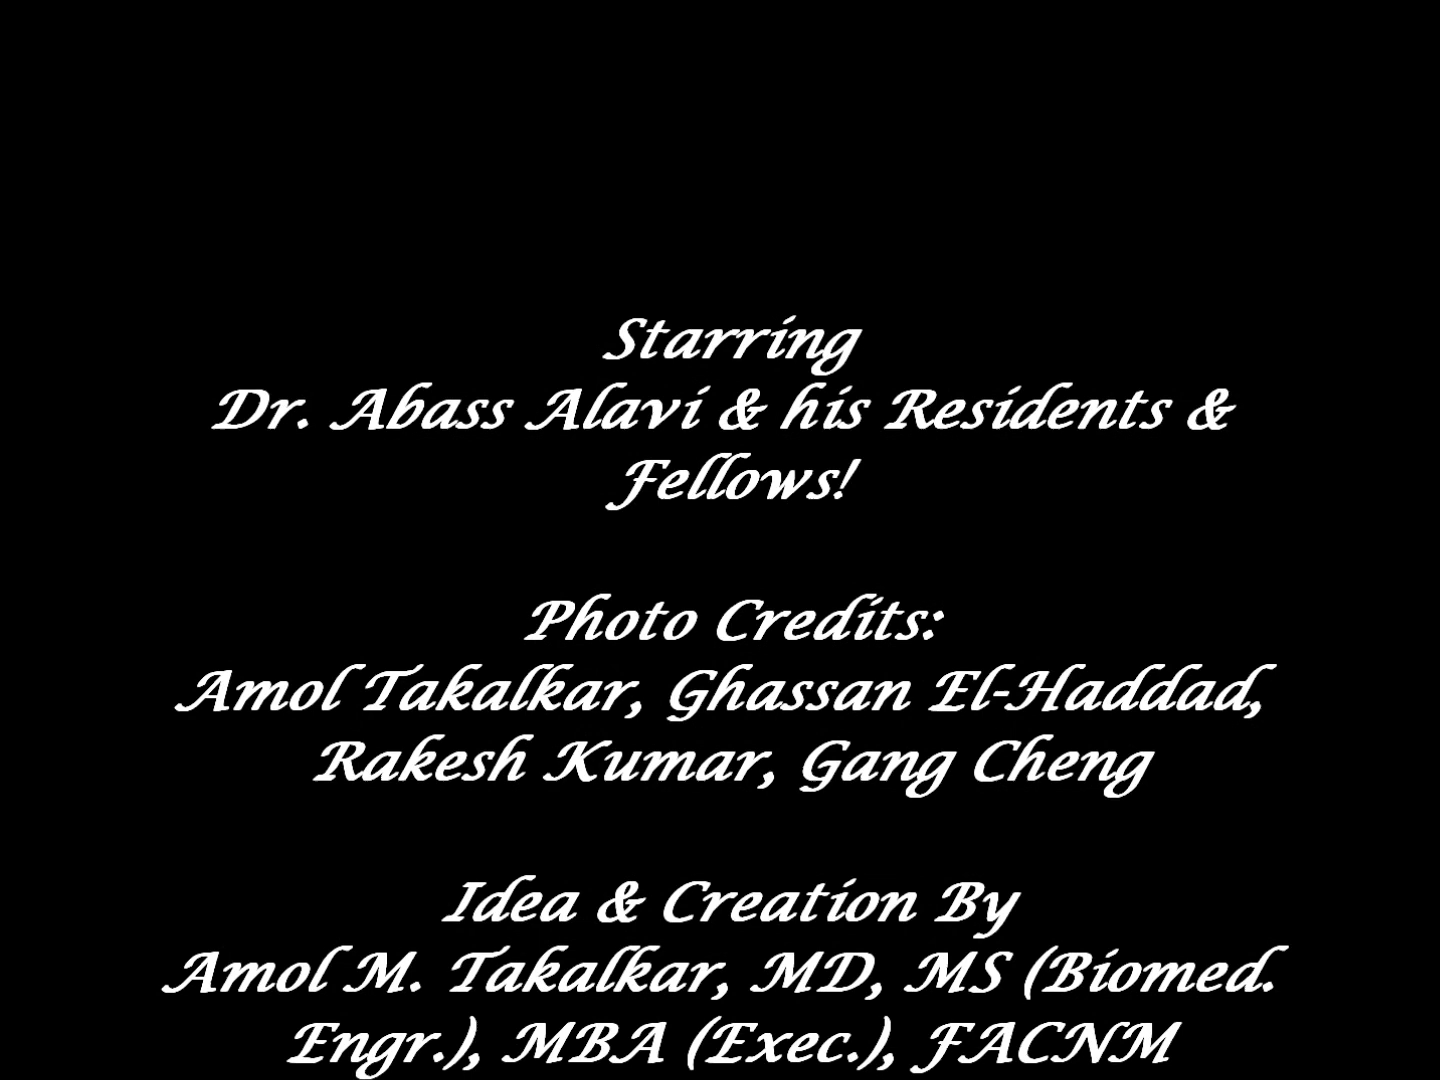 Starring
Dr. Abass Alavi & his Residents &
Fellows!
Photo Credits:
Amol Takalkar, Ghassan El-Haddad,
Rakesh Kumar, Gang Cheng
Idea & Creation By
Amol M. Takalkar, MD, MS (Biomed.
Engr.), MBA (Exec.), FACNM